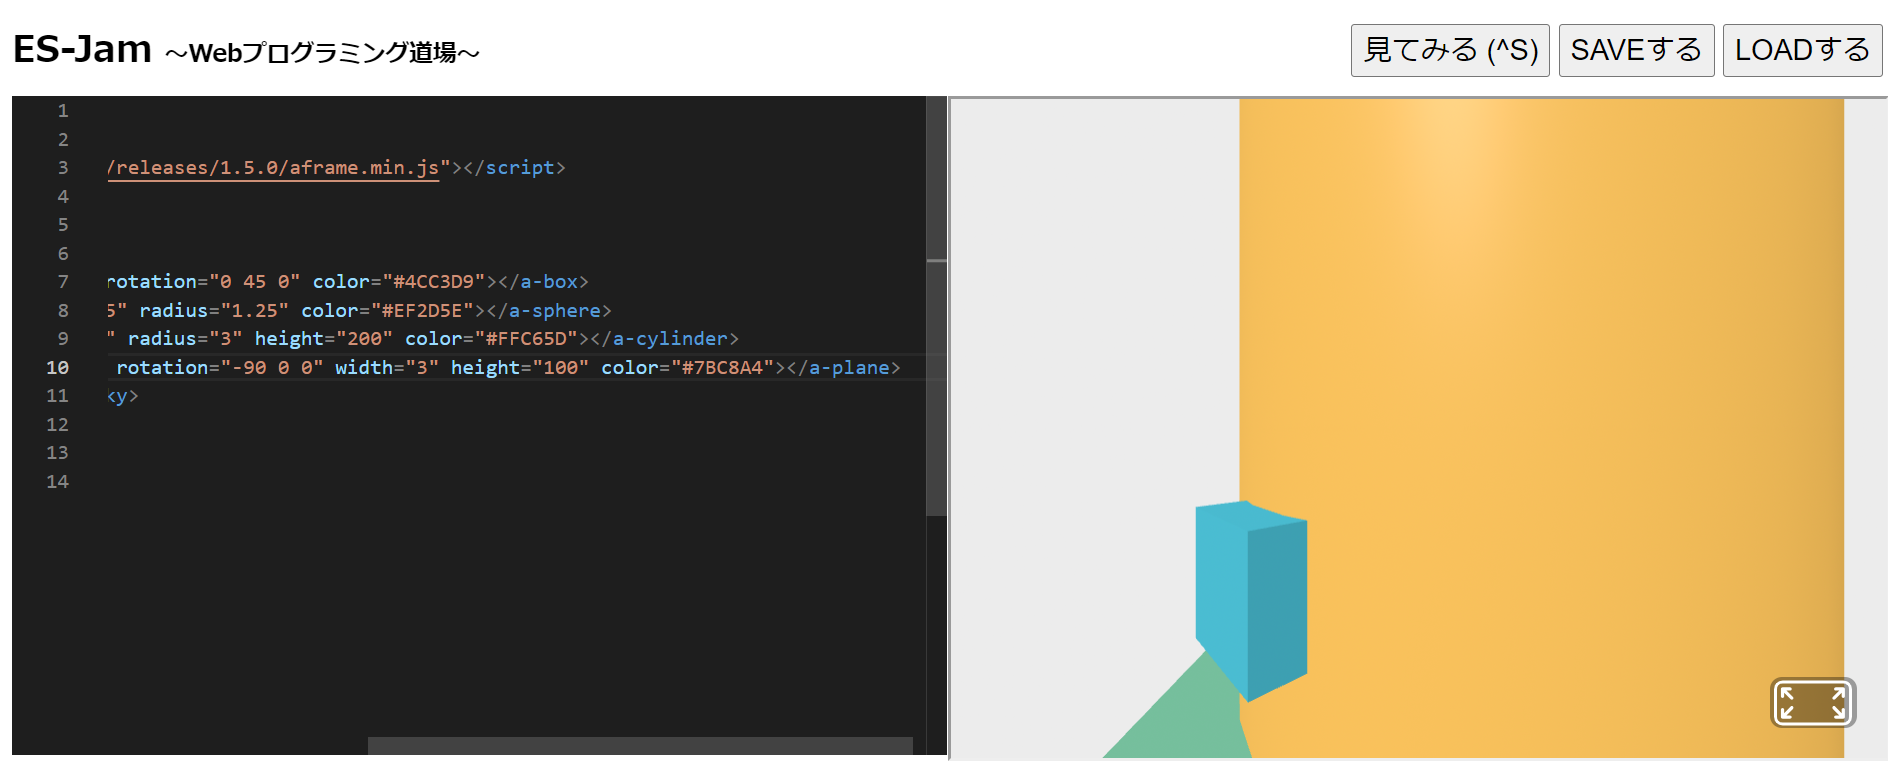 ES-Jam ～Webプログラミング道場～
見てみる (^S) SAVEする LOADする
1
2
3 /releases/1.5.0/aframe.min.js"></script>
4
5
6
7 rotation="0 45 0" color="#4CC3D9"></a-box>
8 5" radius="1.25" color="#EF2D5E"></a-sphere>
9 " radius="3" height="200" color="#FFC65D"></a-cylinder>
10 rotation="-90 0 0" width="3" height="100" color="#7BC8A4"></a-plane>
11 ky>
12
13
14